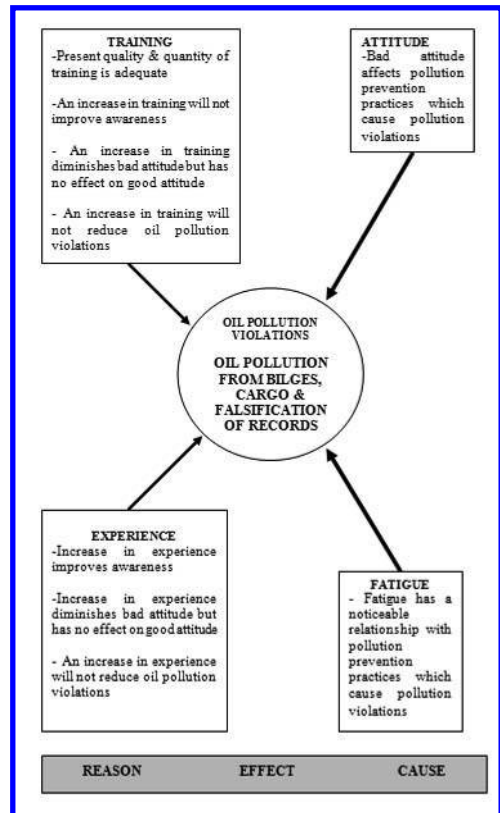 TRAINING
-Present quality & quantity of
training is adequate
-An increase in training will not
improve awareness
- An increase in training
diminishes bad attitude but has
no effect on good attitude
- An increase in training will
not reduce oil pollution
violations
ATTITUDE
-Bad attitude
affects pollution
prevention
practices which
cause pollution
violations
OIL POLLUTION
VIOLATIONS
OIL POLLUTION
FROM BILGES,
CARGO &
FALSIFICATION
OF RECORDS
EXPERIENCE
-Increase in experience
improves awareness
-Increase in experience
diminishes bad attitude but
has no effect on good attitude
- An increase in experience
will not reduce oil pollution
violations
FATIGUE
- Fatigue has a
noticeable
relationship with
pollution
prevention
practices which
cause pollution
violations
REASON EFFECT CAUSE